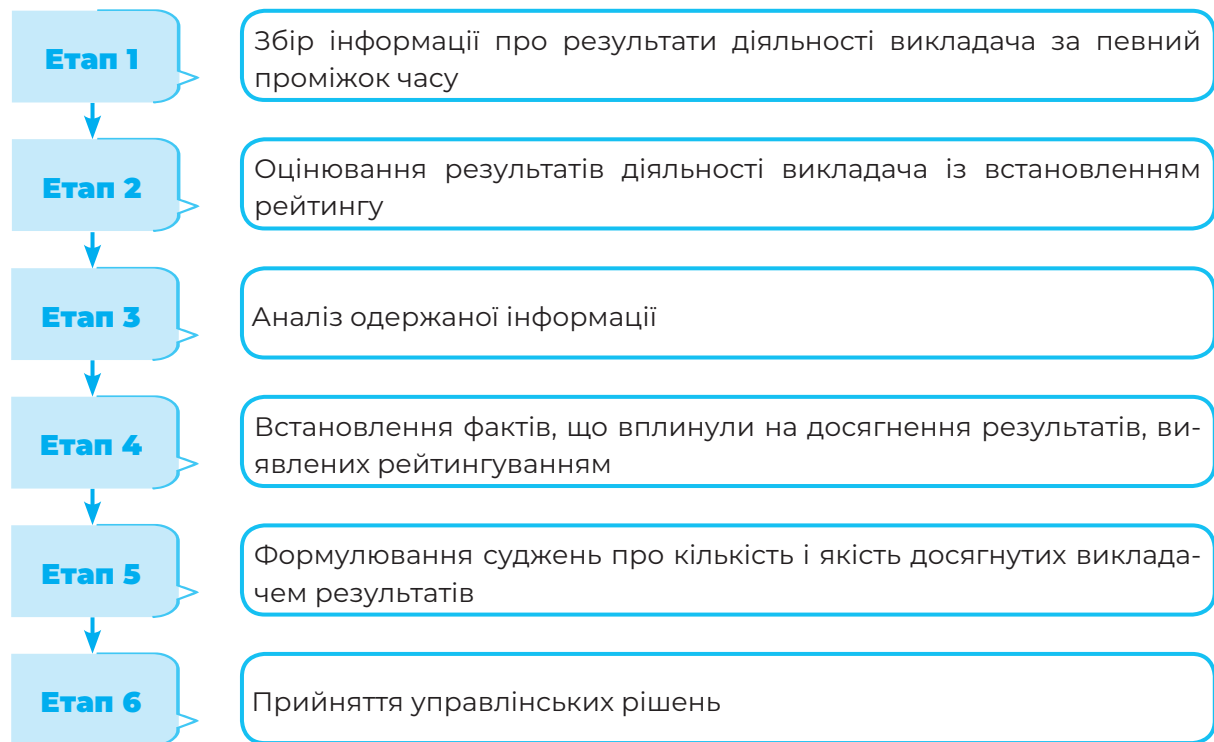 Етап 1
Збір інформації про результати діяльності викладача за певний
проміжок часу
Етап 2
Оцінювання результатів діяльності викладача із встановленням
рейтингу
Етап 3
Аналіз одержаної інформації
Етап 4
Встановлення фактів, що вплинули на досягнення результатів, ви-
явлених рейтингуванням
Етап 5
Формулювання суджень про кількість і якість досягнутих виклада-
чем результатів
Етап 6
Прийняття управлінських рішень